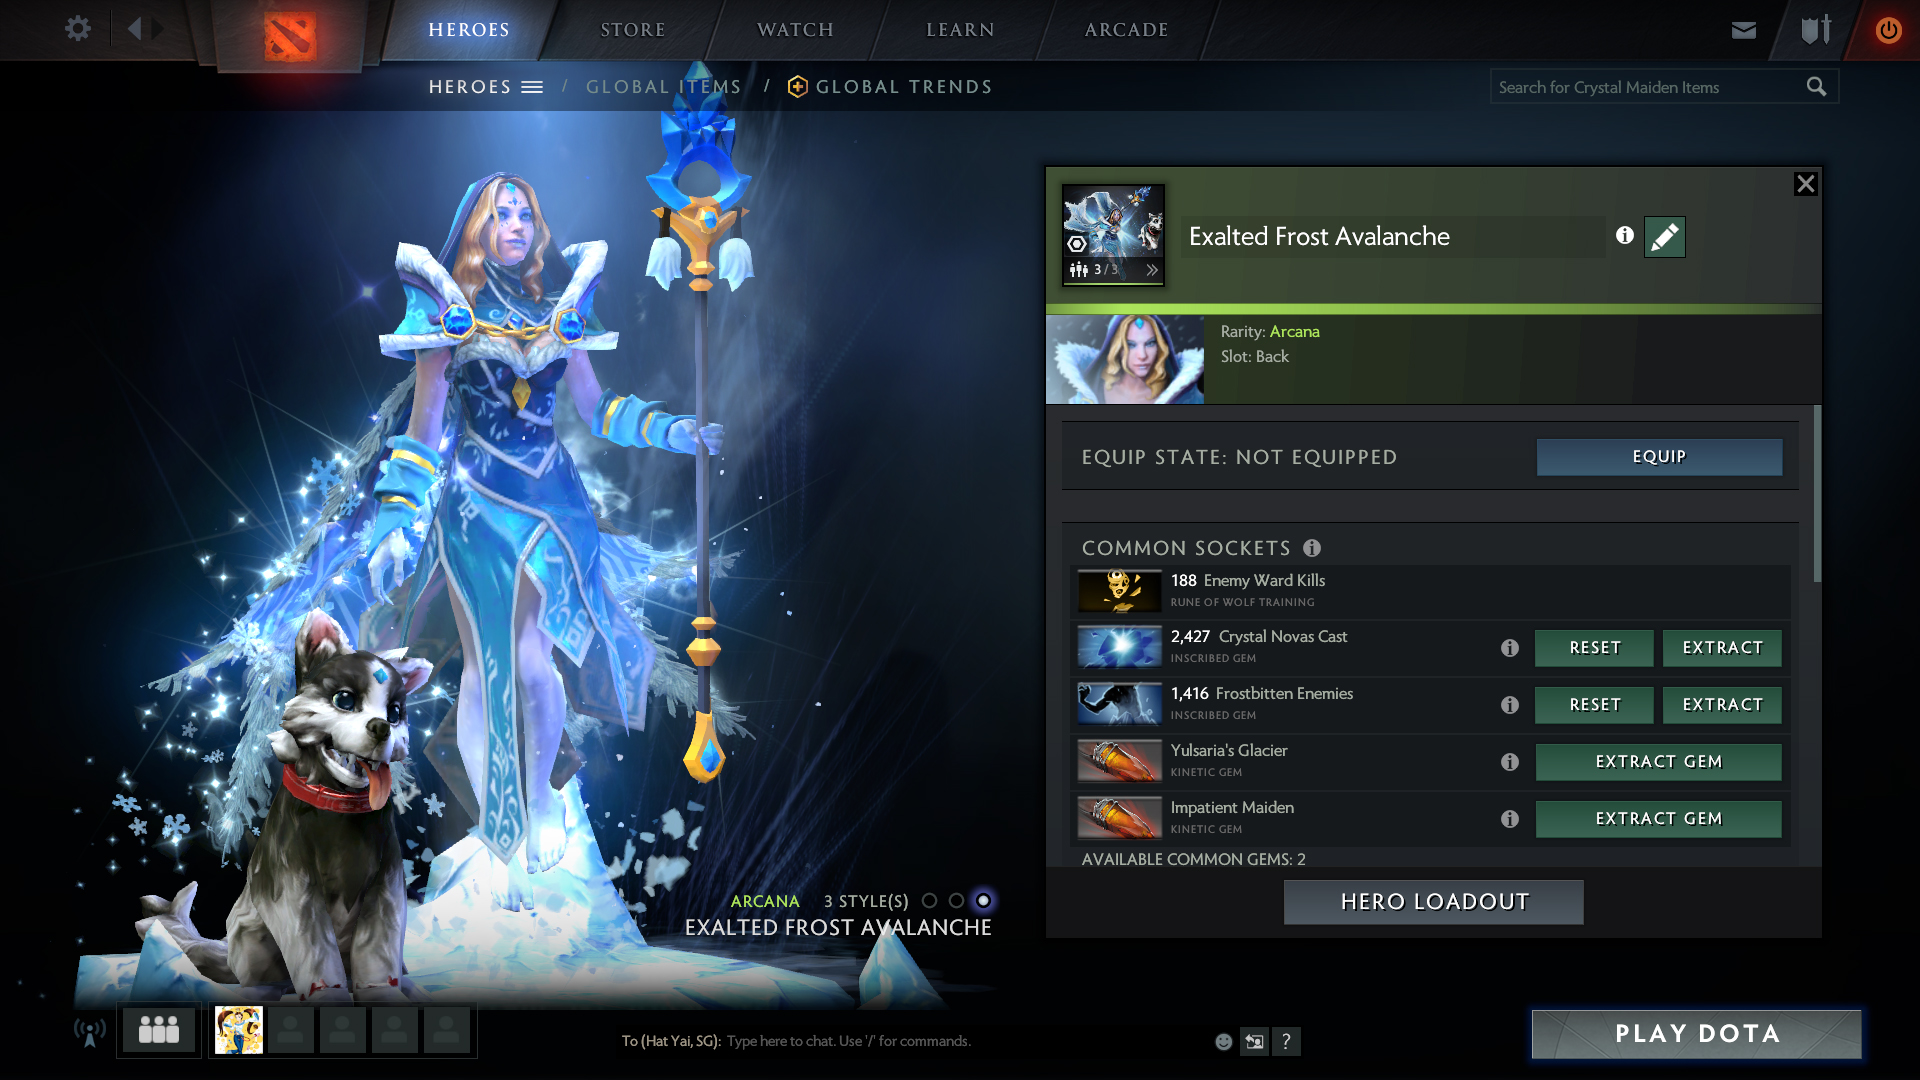 HEROES
STORE
WATCH
LEARN
ARCADE
HEROES / GLOBAL ITEMS / GLOBAL TRENDS
Search for Crystal Maiden Items
Exalted Frost Avalanche
3/3
Rarity: Arcana
Slot: Back
EQUIP STATE: NOT EQUIPPED
EQUIP
COMMON SOCKETS
188 Enemy Ward Kills
RUNE OF WOLF TRAINING
2,427 Crystal Novas Cast
INSCRIBED GEM
RESET
EXTRACT
1,416 Frostbitten Enemies
INSCRIBED GEM
RESET
EXTRACT
Yulsaria's Glacier
KINETIC GEM
EXTRACT GEM
Impatient Maiden
KINETIC GEM
EXTRACT GEM
AVAILABLE COMMON GEMS: 2
HERO LOADOUT
ARCANA 3 STYLE(S)
EXALTED FROST AVALANCHE
To (Hat Yai, SG): Type here to chat. Use '/' for commands.
?
PLAY DOTA